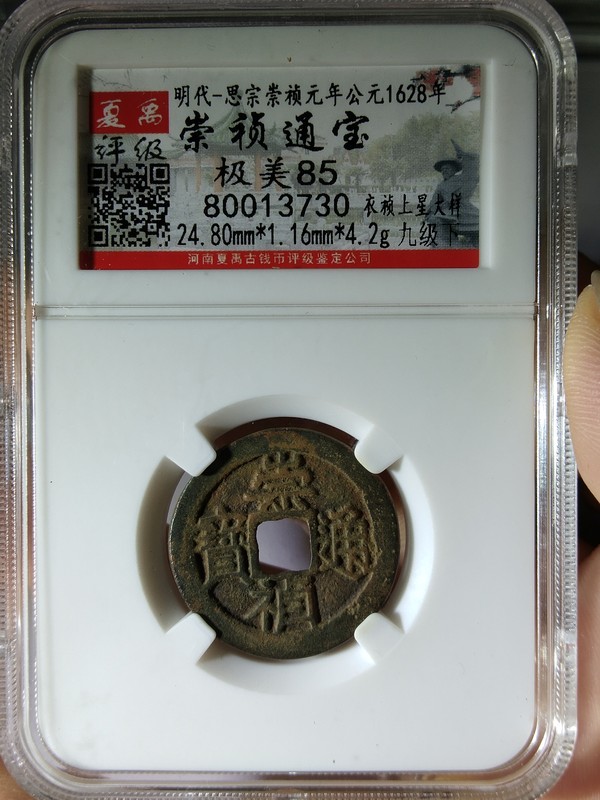 明代-思宗崇祯元年公元1628年
夏禹
评级
崇祯通宝
极美85
80013730 衣祯上星大样
24.80mm*1.16mm*4.2g 九级下
河南夏禹古钱币评级鉴定公司
崇
寶 通
祯